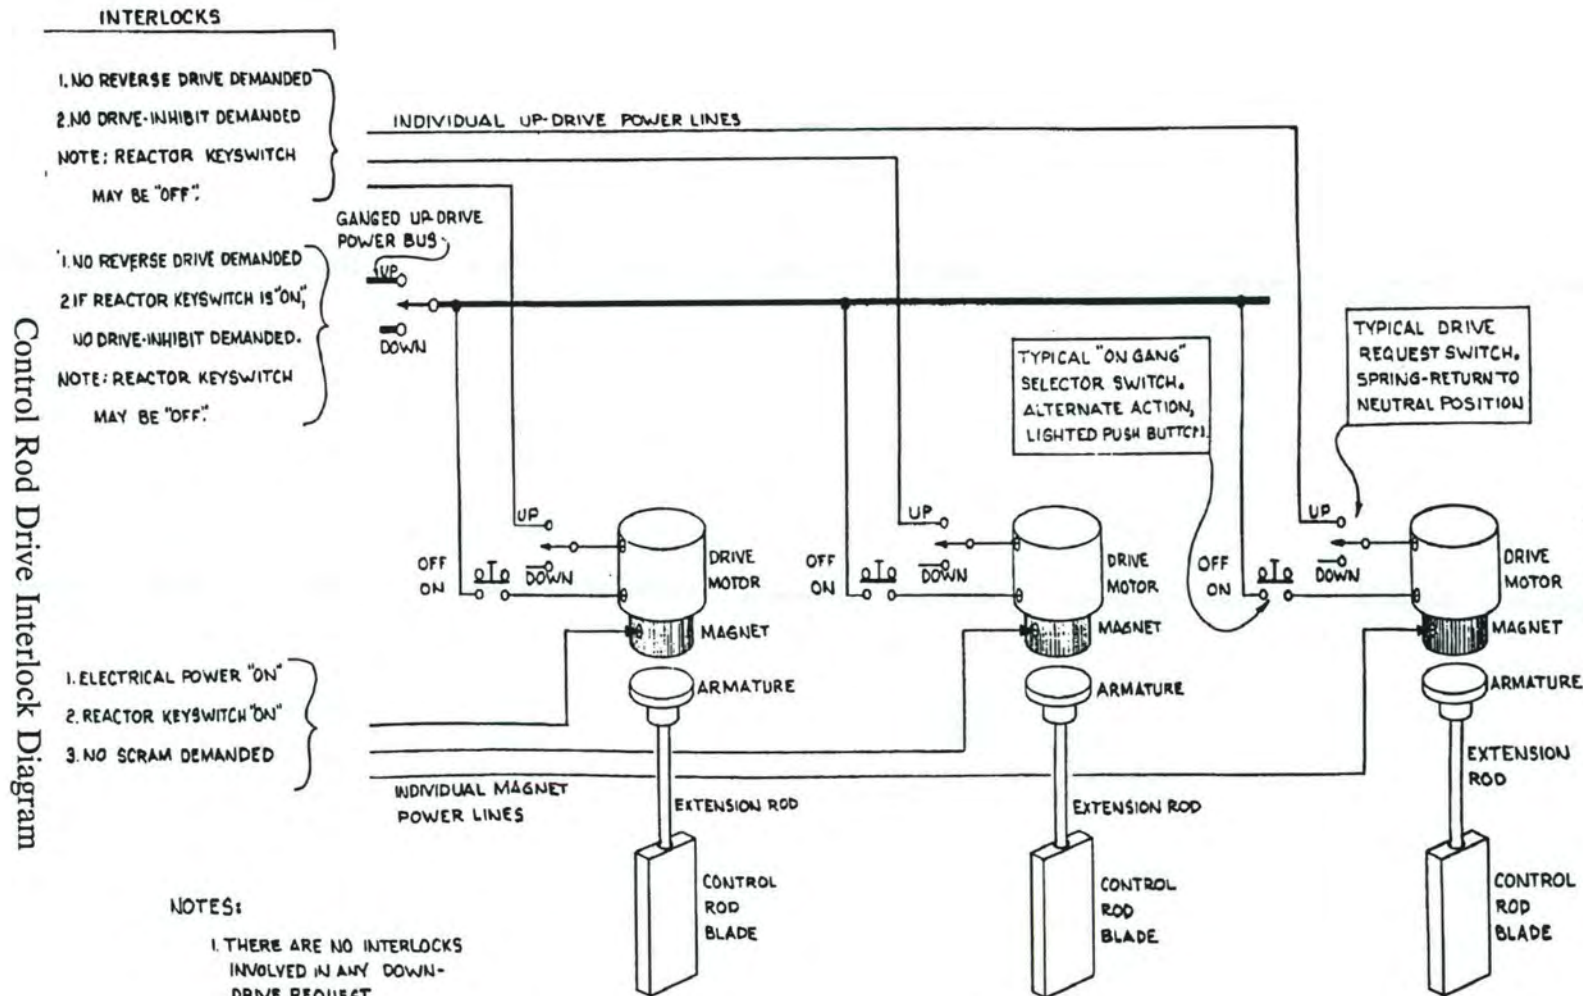 INTERLOCKS
1. NO REVERSE DRIVE DEMANDED
2. NO DRIVE-INHIBIT DEMANDED
NOTE: REACTOR KEYSWITCH
MAY BE "OFF".
INDIVIDUAL UP-DRIVE POWER LINES
GANGED UP-DRIVE
POWER BUS
UP
DOWN
1. NO REVERSE DRIVE DEMANDED
2 IF REACTOR KEYSWITCH IS "ON,"
NO DRIVE-INHIBIT DEMANDED.
NOTE: REACTOR KEYSWITCH
MAY BE "OFF".
TYPICAL "ON GANG"
SELECTOR SWITCH.
ALTERNATE ACTION,
LIGHTED PUSH BUTTON.
TYPICAL DRIVE
REQUEST SWITCH.
SPRING-RETURN TO
NEUTRAL POSITION
Control Rod Drive Interlock Diagram
UP
OFF
ON
DOWN
DRIVE
MOTOR
MAGNET
ARMATURE
EXTENSION ROD
CONTROL
ROD
BLADE
UP
OFF
ON
DOWN
DRIVE
MOTOR
MAGNET
ARMATURE
EXTENSION ROD
CONTROL
ROD
BLADE
UP
OFF
ON
DOWN
DRIVE
MOTOR
MAGNET
ARMATURE
EXTENSION
ROD
CONTROL
ROD
BLADE
1. ELECTRICAL POWER "ON"
2. REACTOR KEYSWITCH "ON"
3. NO SCRAM DEMANDED
INDIVIDUAL MAGNET
POWER LINES
NOTES:
1. THERE ARE NO INTERLOCKS
INVOLVED IN ANY DOWN-
DRIVE REQUEST